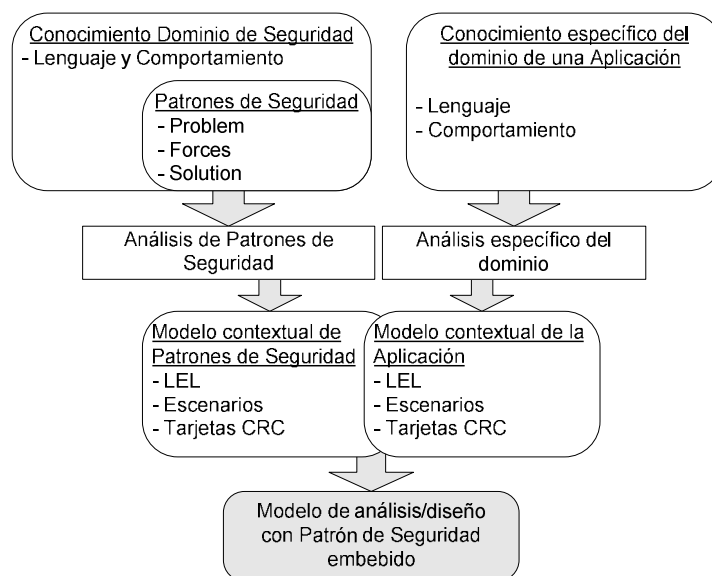 Conocimiento Dominio de Seguridad
- Lenguaje y Comportamiento
Patrones de Seguridad
- Problem
- Forces
- Solution
Conocimiento específico del
dominio de una Aplicación
- Lenguaje
- Comportamiento
Análisis de Patrones de
Seguridad
Análisis específico del
dominio
Modelo contextual de
Patrones de Seguridad
- LEL
- Escenarios
- Tarjetas CRC
Modelo contextual de la
Aplicación
- LEL
- Escenarios
- Tarjetas CRC
Modelo de análisis/diseño
con Patrón de Seguridad
embebido